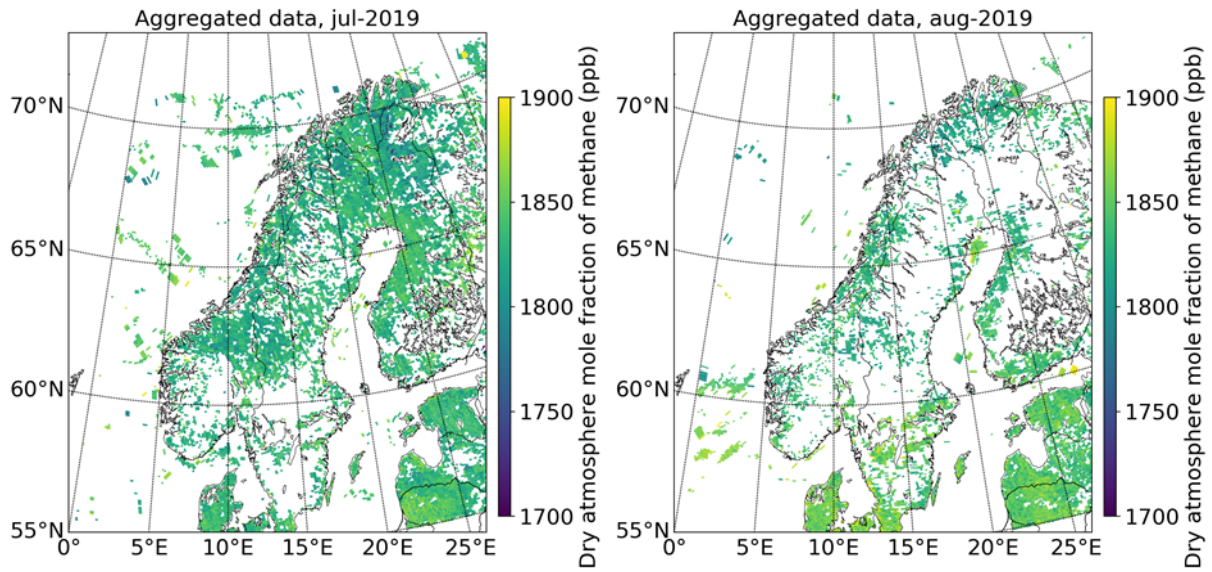 Aggregated data, jul-2019
70°N
65°N
60°N
55°N
0°
5°E
10°E
15°E
20°E
25°E
1900
1850
1800
1750
1700
Dry atmosphere mole fraction of methane (ppb)
Aggregated data, aug-2019
70°N
65°N
60°N
55°N
0°
5°E
10°E
15°E
20°E
25°E
1900
1850
1800
1750
1700
Dry atmosphere mole fraction of methane (ppb)